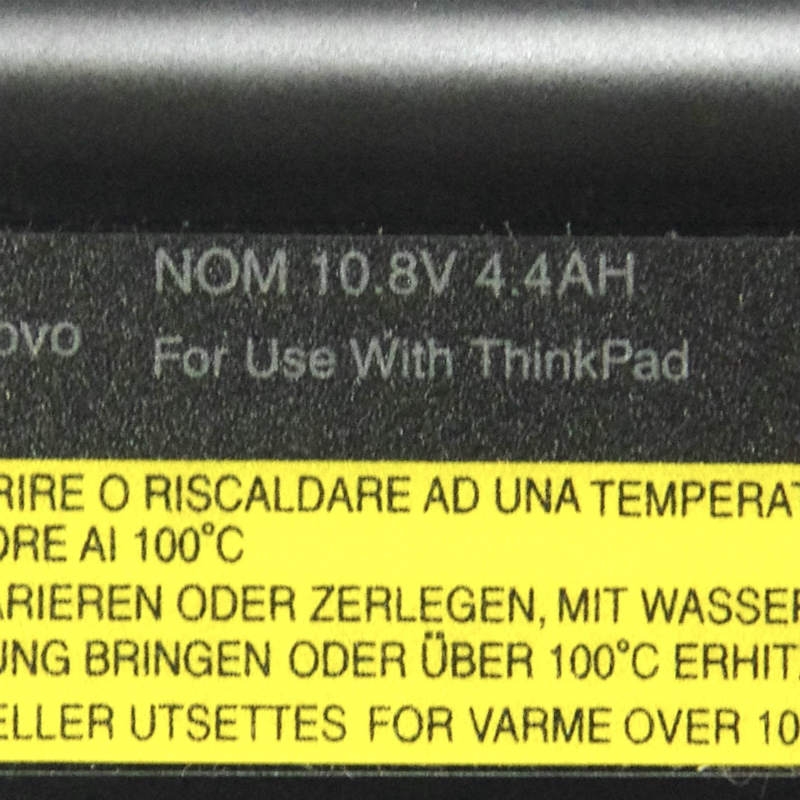 NOM 10.8V 4.4AH
ovo
For Use With ThinkPad
RIRE O RISCALDARE AD UNA TEMPERAT
ORE AI 100°C
ARIEREN ODER ZERLEGEN, MIT WASSER
UNG BRINGEN ODER ÜBER 100°C ERHIT
ELLER UTSETTES FOR VARME OVER 10